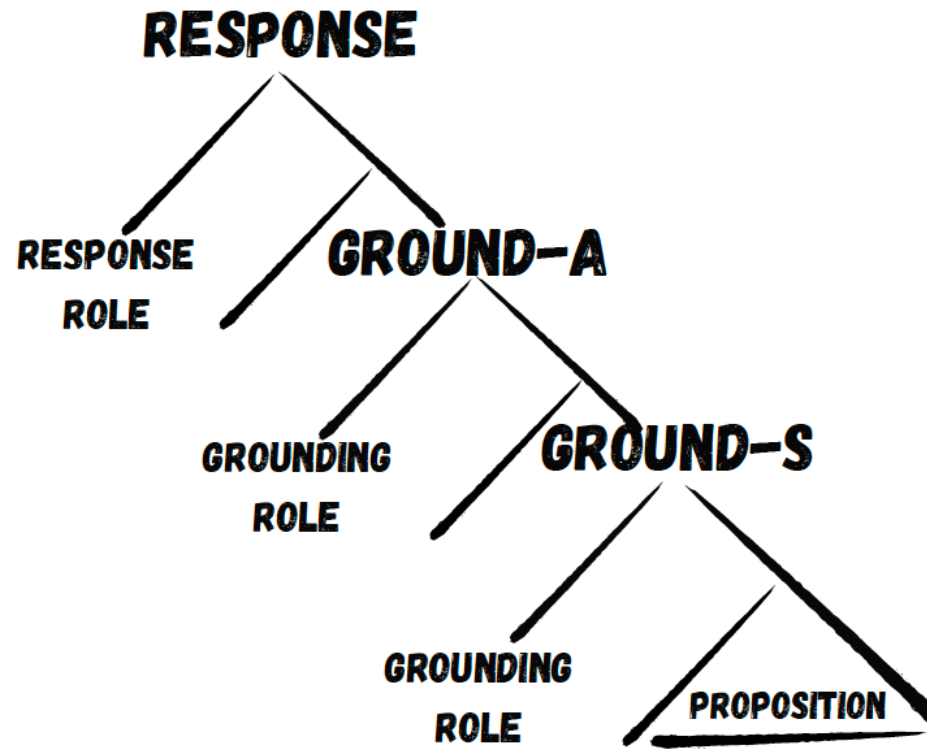 RESPONSE
RESPONSE
ROLE
GROUND-A
GROUNDING
ROLE
GROUND-S
GROUNDING
ROLE
PROPOSITION